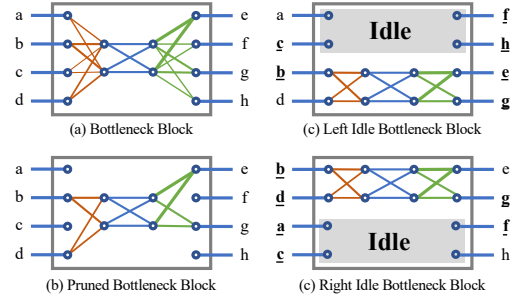 a e
b f
c g
d h
(a) Bottleneck Block
a f
c Idle h
b e
d g
(c) Left Idle Bottleneck Block
a e
b f
c g
d h
(b) Pruned Bottleneck Block
b e
d g
a f
Idle
c h
(c) Right Idle Bottleneck Block